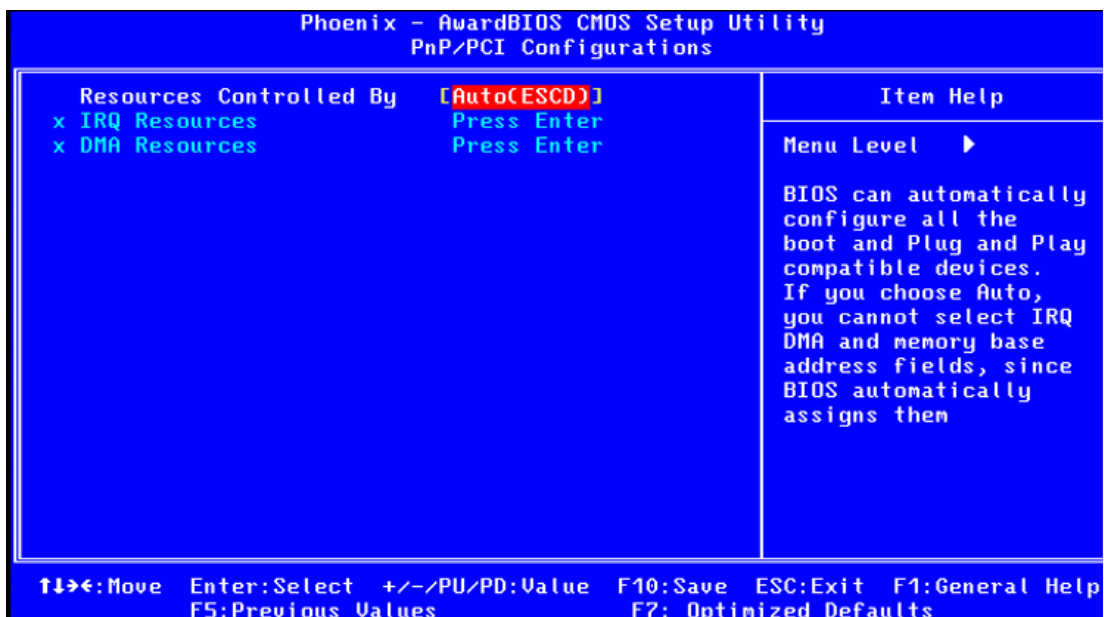 Phoenix - AwardBIOS CMOS Setup Utility
PnP/PCI Configurations
Resources Controlled By [Auto(ESCD)]
x IRQ Resources Press Enter
x DMA Resources Press Enter
Item Help
Menu Level ▶
BIOS can automatically
configure all the
boot and Plug and Play
compatible devices.
If you choose Auto,
you cannot select IRQ
DMA and memory base
address fields, since
BIOS automatically
assigns them
↑↓→←:Move Enter:Select +/-/PU/PD:Value F10:Save ESC:Exit F1:General Help
F5:Previous Values F7: Optimized Defaults